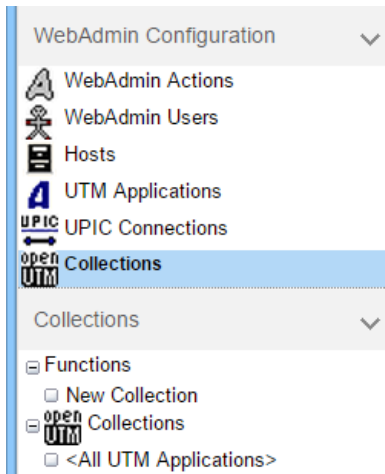 WebAdmin Configuration
WebAdmin Actions
WebAdmin Users
Hosts
UTM Applications
UPIC UPIC Connections
open UTM Collections
Collections
Functions
New Collection
open UTM Collections
<All UTM Applications>